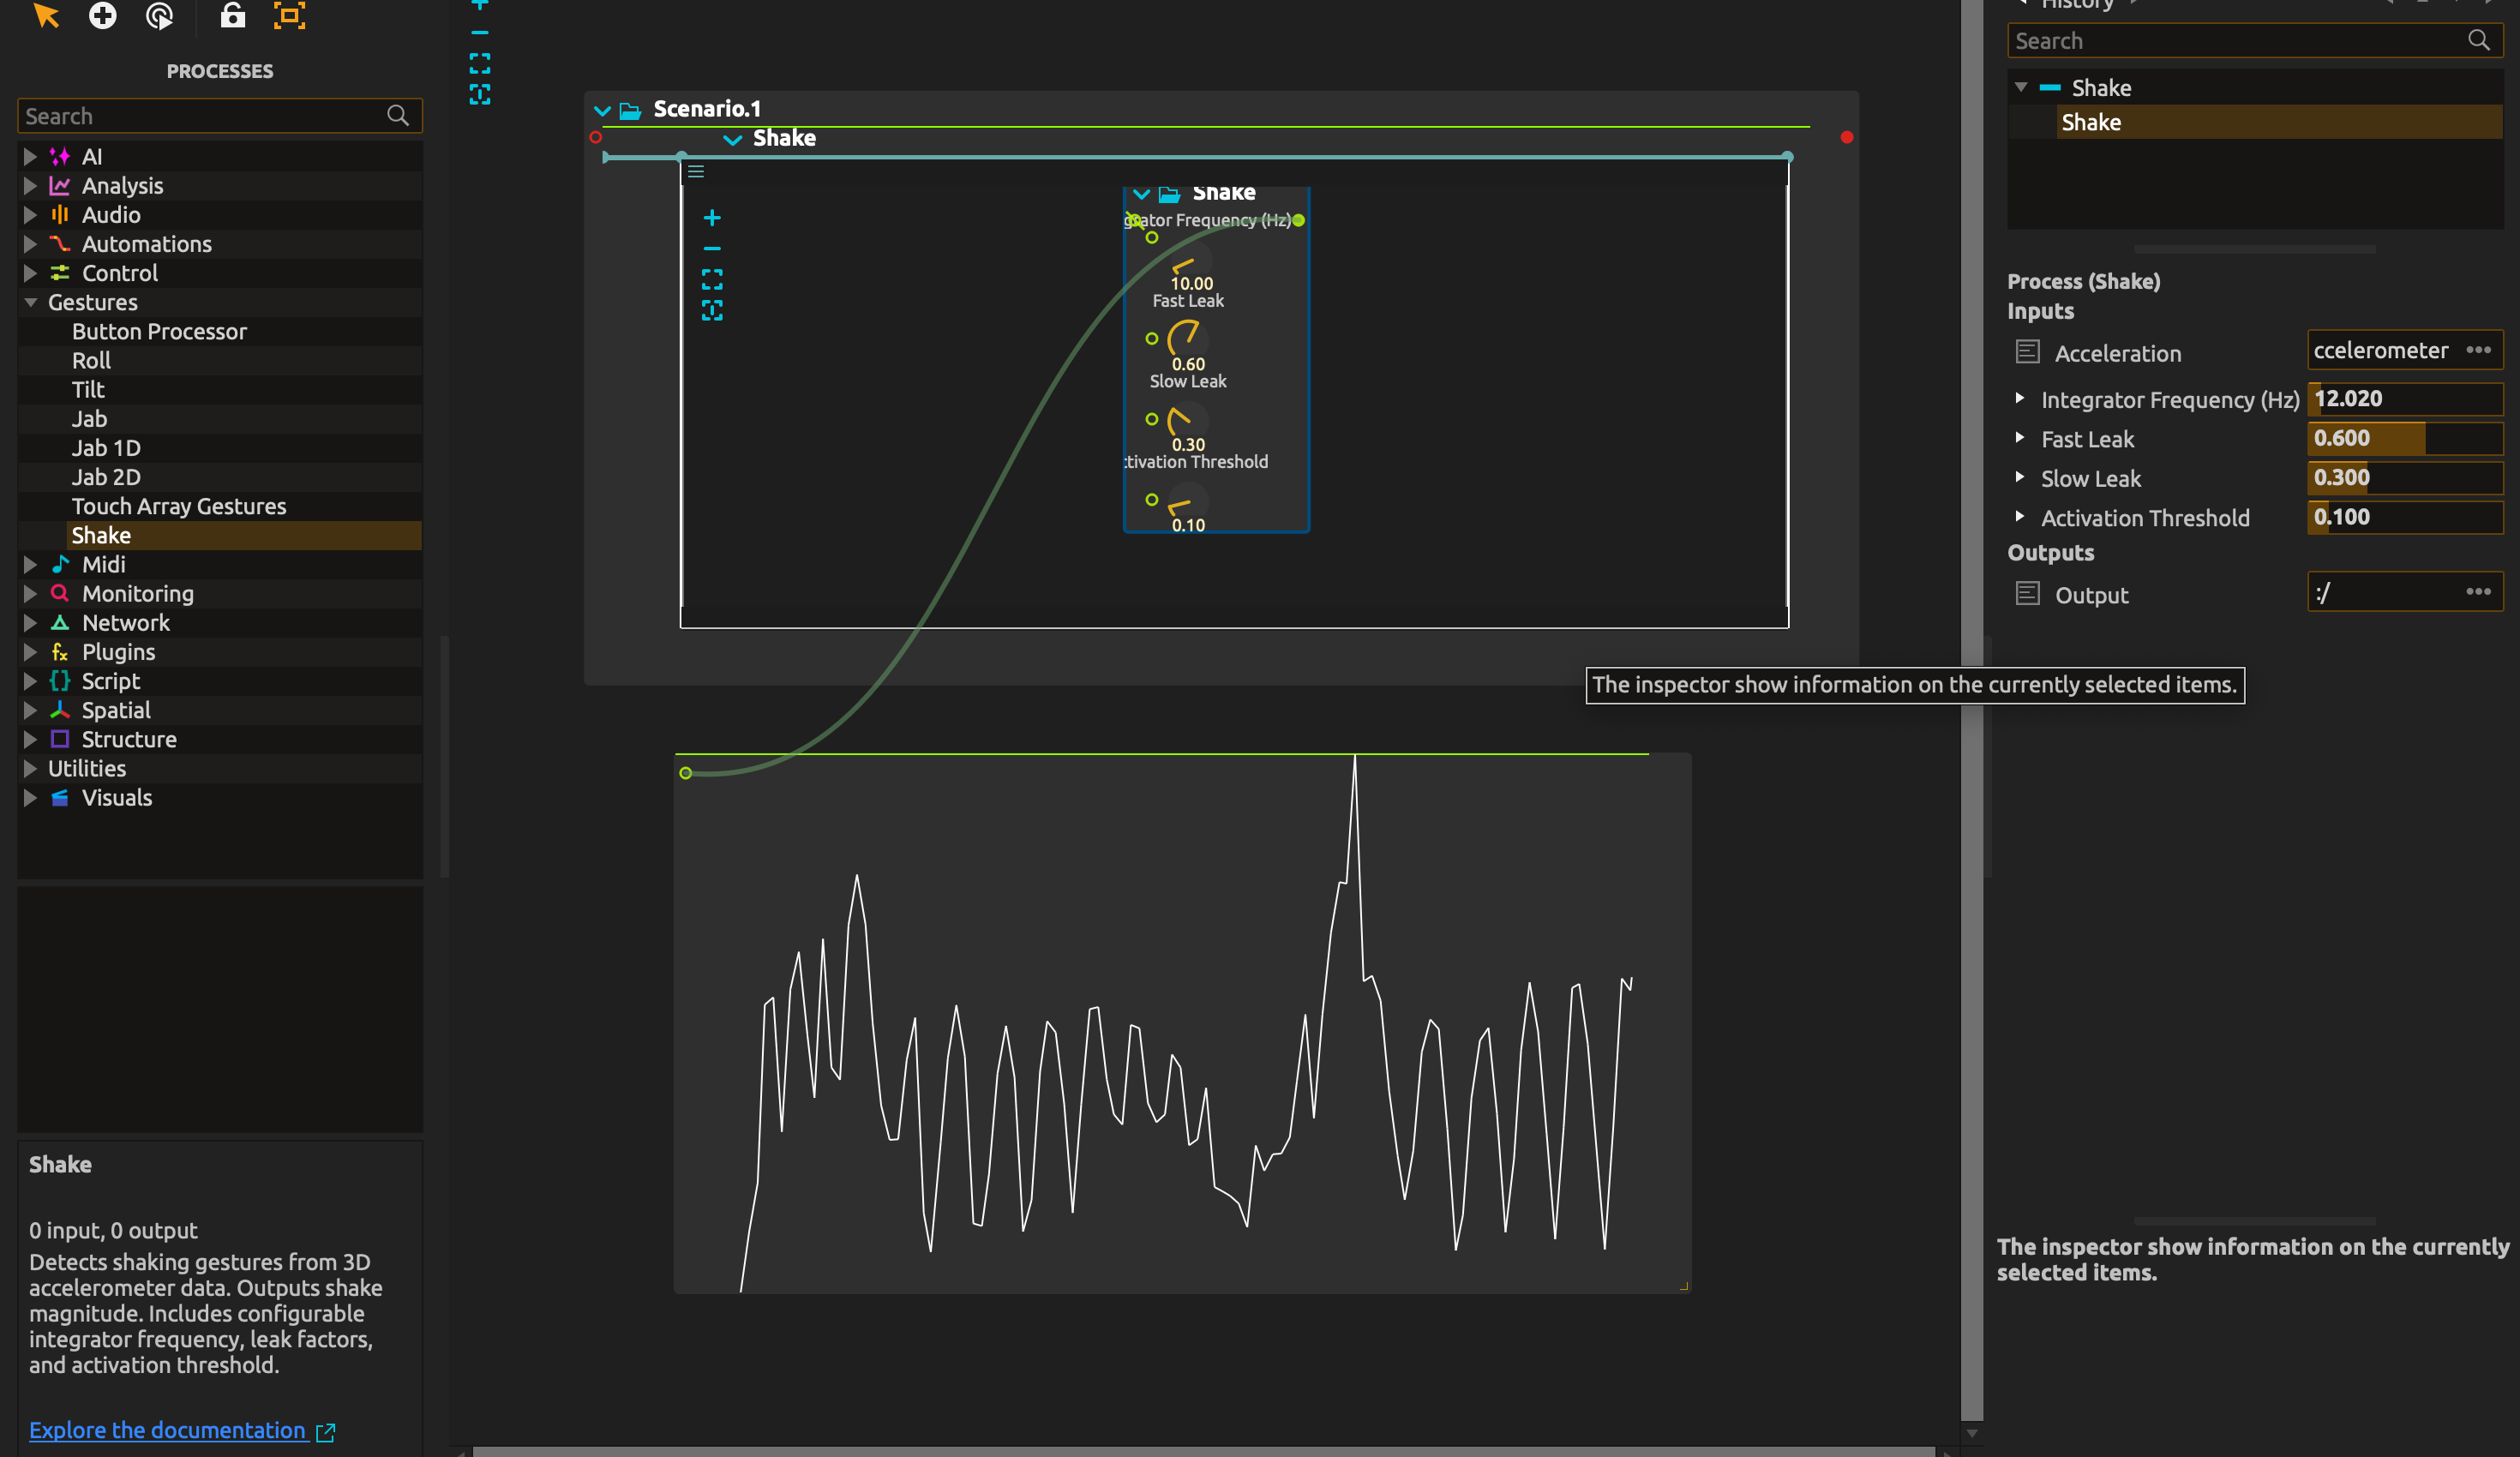 PROCESSES
Search
AI
Analysis
Audio
Automations
Control
Gestures
Button Processor
Roll
Tilt
Jab
Jab 1D
Jab 2D
Touch Array Gestures
Shake
Midi
Monitoring
Network
Plugins
Script
Spatial
Structure
Utilities
Visuals
Shake
0 input, 0 output
Detects shaking gestures from 3D
accelerometer data. Outputs shake
magnitude. Includes configurable
integrator frequency, leak factors,
and activation threshold.
Explore the documentation
Scenario.1
Shake
Shake
grator Frequency (Hz)
10.00
Fast Leak
0.60
Slow Leak
0.30
ctivation Threshold
0.10
The inspector show information on the currently selected items.
History
Search
Shake
Shake
Process (Shake)
Inputs
Acceleration
ccelerometer •••
Integrator Frequency (Hz)
12.020
Fast Leak
0.600
Slow Leak
0.300
Activation Threshold
0.100
Outputs
Output
:/ •••
The inspector show information on the currently
selected items.